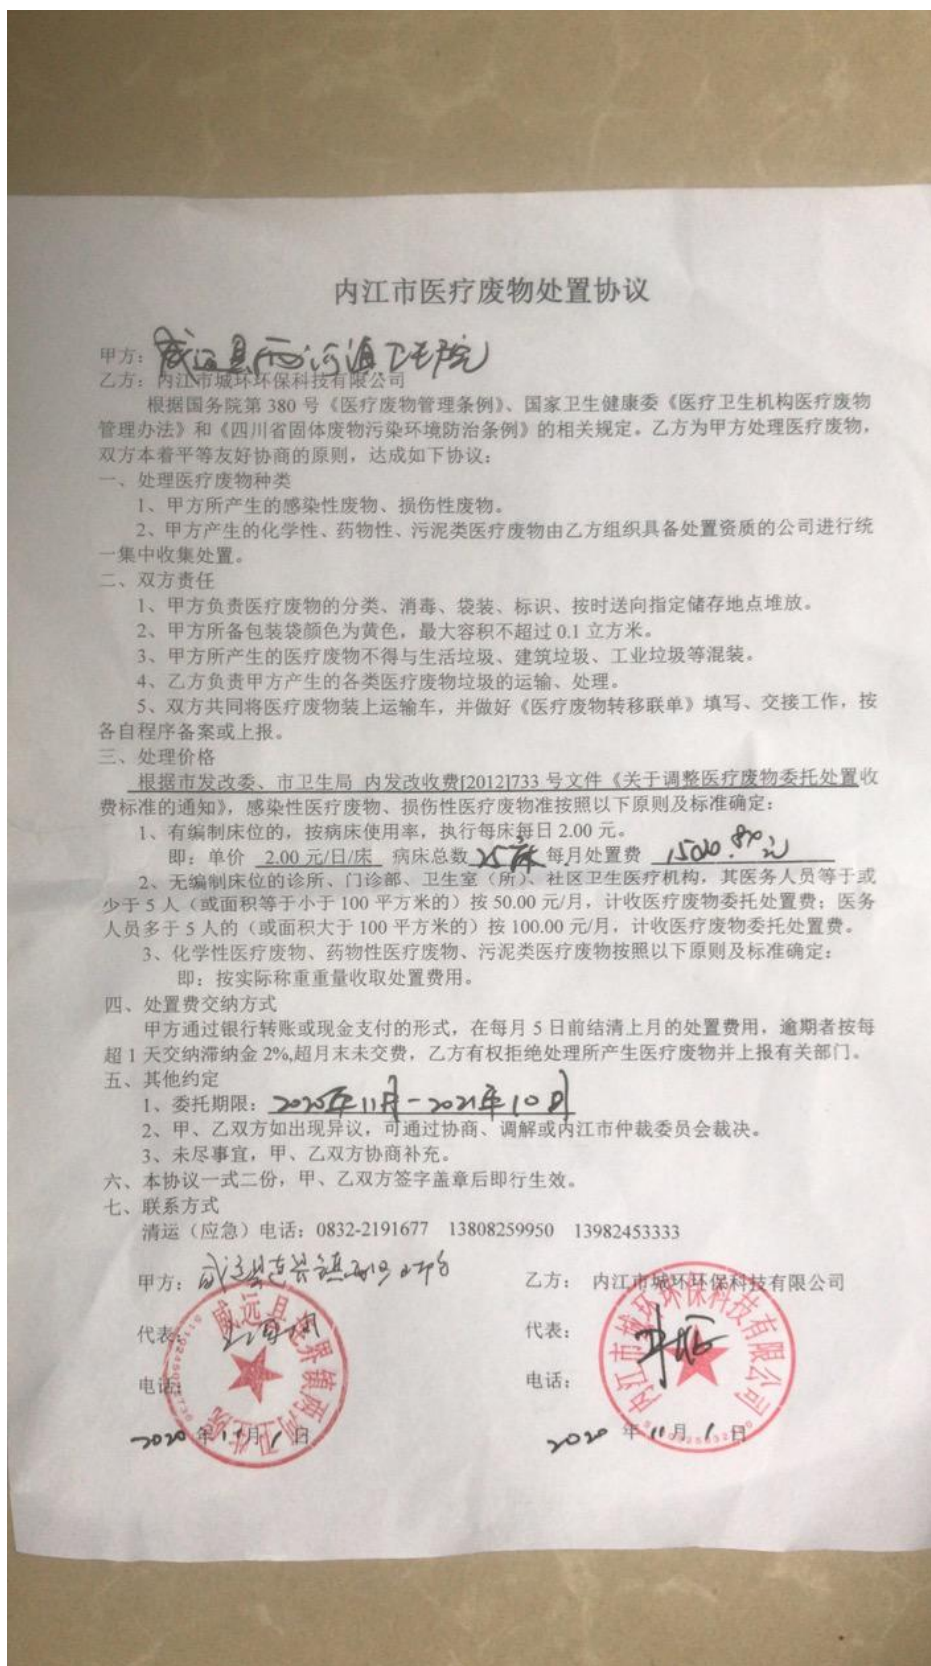 内江市医疗废物处置协议
甲方：威远县两河镇卫生院
乙方：内江市城环环保科技有限公司
根据国务院第 380 号《医疗废物管理条例》、国家卫生健康委《医疗卫生机构医疗废物
管理办法》和《四川省固体废物污染环境防治条例》的相关规定，乙方为甲方处理医疗废物，
双方本着平等友好协商的原则，达成如下协议：
一、处理医疗废物种类
1、甲方所产生的感染性废物、损伤性废物。
2、甲方产生的化学性、药物性、污泥类医疗废物由乙方组织具备处置资质的公司进行统
一集中收集处置。
二、双方责任
1、甲方负责医疗废物的分类、消毒、袋装、标识、按时送向指定储存地点堆放。
2、甲方所备包装袋颜色为黄色，最大容积不超过 0.1 立方米。
3、甲方所产生的医疗废物不得与生活垃圾、建筑垃圾、工业垃圾等混装。
4、乙方负责甲方产生的各类医疗废物垃圾的运输、处理。
5、双方共同将医疗废物装上运输车，并做好《医疗废物转移联单》填写、交接工作，按
各自程序备案或上报。
三、处理价格
根据市发改委、市卫生局 内发改收费[2012]733 号文件《关于调整医疗废物委托处置收
费标准的通知》，感染性医疗废物、损伤性医疗废物准按照以下原则及标准确定：
1、有编制床位的，按病床使用率，执行每床每日 2.00 元。
即：单价 2.00 元/日/床 病床总数 25床 每月处置费
2、无编制床位的诊所、门诊部、卫生室（所）、社区卫生医疗机构，其医务人员等于或
少于 5 人（或面积等于小于 100 平方米的）按 50.00 元/月，计收医疗废物委托处置费；医务
人员多于 5 人的（或面积大于 100 平方米的）按 100.00 元/月，计收医疗废物委托处置费。
3、化学性医疗废物、药物性医疗废物、污泥类医疗废物按照以下原则及标准确定：
即：按实际称重重量收取处置费用。
四、处置费交纳方式
甲方通过银行转账或现金支付的形式，在每月 5 日前结清上月的处置费用，逾期者按每
超 1 天交纳滞纳金 2%,超月末未交费，乙方有权拒绝处理所产生医疗废物并上报有关部门。
五、其他约定
1、委托期限：2020年11月-2021年10月
2、甲、乙双方如出现异议，可通过协商、调解或内江市仲裁委员会裁决。
3、未尽事宜，甲、乙双方协商补充。
六、本协议一式二份，甲、乙双方签字盖章后即行生效。
七、联系方式
清运（应急）电话：0832-2191677 13808259950 13982453333
甲方： 乙方： 内江市城环环保科技有限公司
代表： 代表：
电话： 电话：
2020 年 11 月 1 日 2020 年 11 月 1 日
威远县连界镇两河卫生院
内江市城环环保科技有限公司